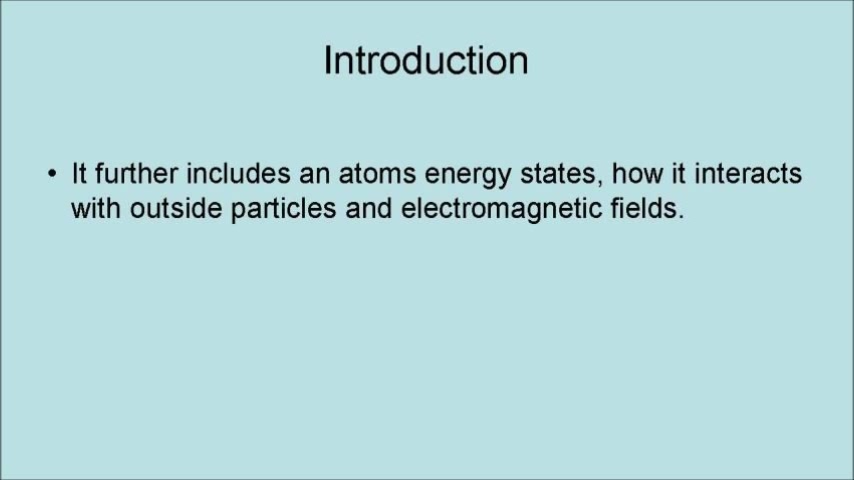 Introduction
• It further includes an atoms energy states, how it interacts
with outside particles and electromagnetic fields.